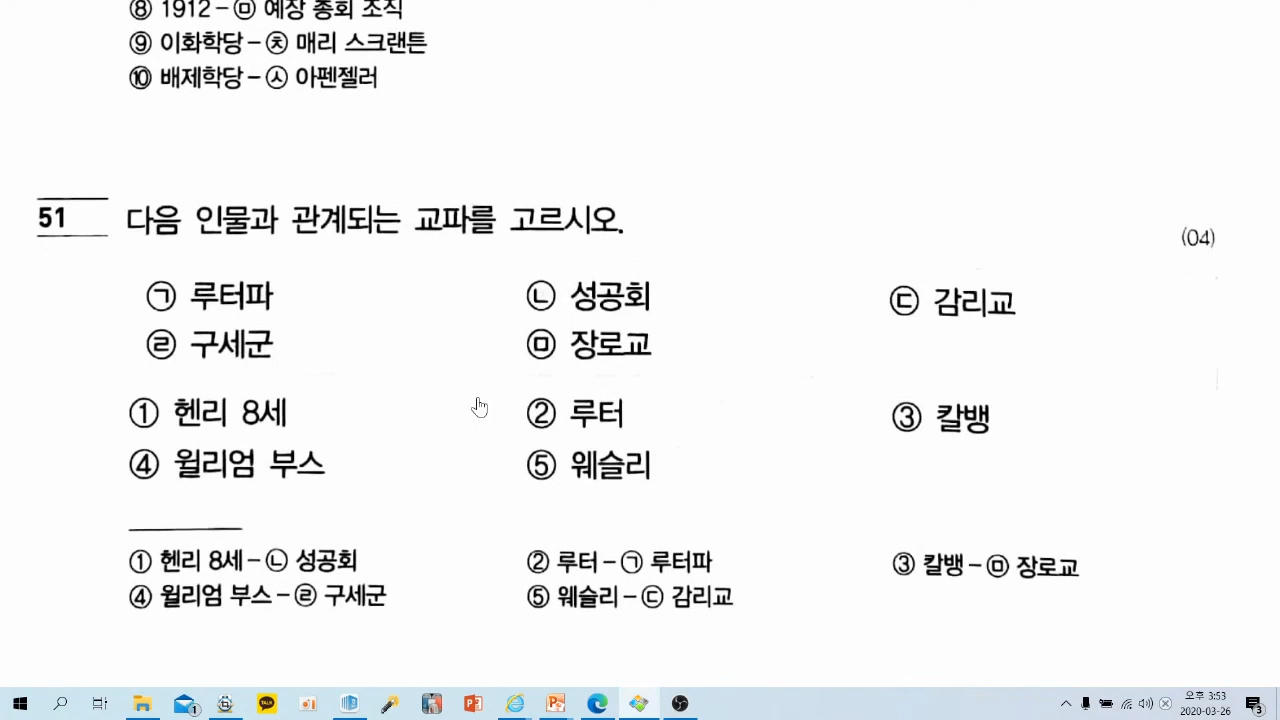 ⑧ 1912 – ㉤ 예장 총회 조직
⑨ 이화학당 – ㉩ 매리 스크랜튼
⑩ 배제학당 – ㉦ 아펜젤러
51 다음 인물과 관계되는 교파를 고르시오.
(04)
㉠ 루터파 ㉡ 성공회 ㉢ 감리교
㉣ 구세군 ㉤ 장로교
① 헨리 8세 ② 루터 ③ 칼뱅
④ 윌리엄 부스 ⑤ 웨슬리
① 헨리 8세 – ㉡ 성공회 ② 루터 – ㉠ 루터파 ③ 칼뱅 – ㉤ 장로교
④ 윌리엄 부스 – ㉣ 구세군 ⑤ 웨슬리 – ㉢ 감리교
오후 3:53
2020-03-26